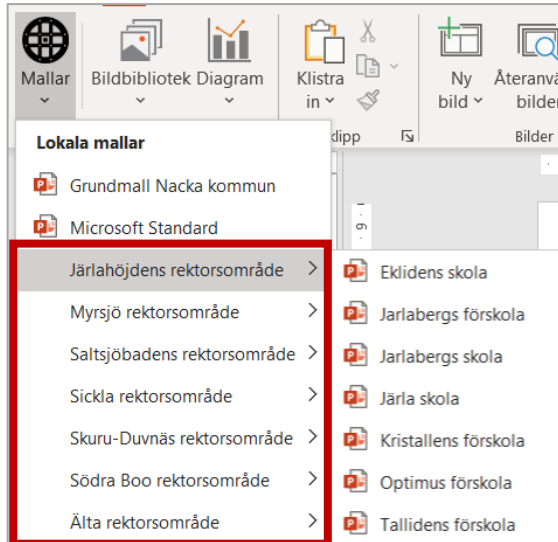 Mallar
Bildbibliotek
Diagram
Klistra
in
Ny
bild
Återanvä
bilder
klipp
Bilder
Lokala mallar
Grundmall Nacka kommun
Microsoft Standard
Järlahöjdens rektorsområde
Myrsjö rektorsområde
Saltsjöbadens rektorsområde
Sickla rektorsområde
Skuru-Duvnäs rektorsområde
Södra Boo rektorsområde
Älta rektorsområde
Eklidens skola
Jarlabergs förskola
Jarlabergs skola
Järla skola
Kristallens förskola
Optimus förskola
Tallidens förskola